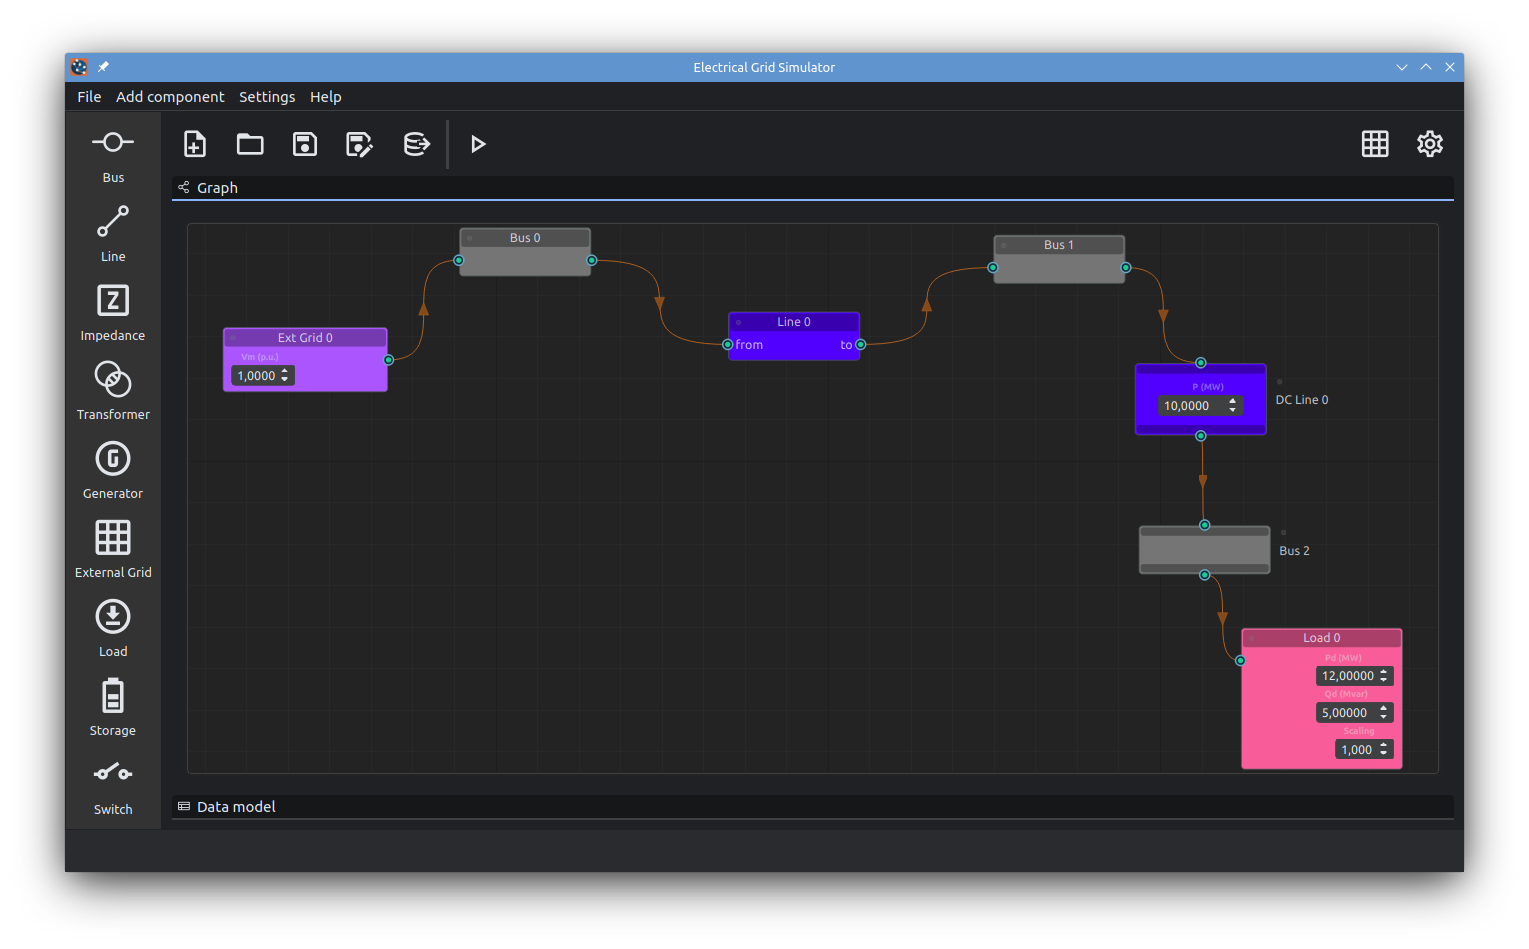 Electrical Grid Simulator
File Add component Settings Help
Bus
Line
Impedance
Transformer
Generator
External Grid
Load
Storage
Switch
Graph
Bus 0
Bus 1
Line 0
from to
Ext Grid 0
Vm (p.u.)
1,0000
P (MW)
10,0000
DC Line 0
Bus 2
Load 0
Pd (MW)
12,00000
Qd (Mvar)
5,00000
Scaling
1,000
Data model